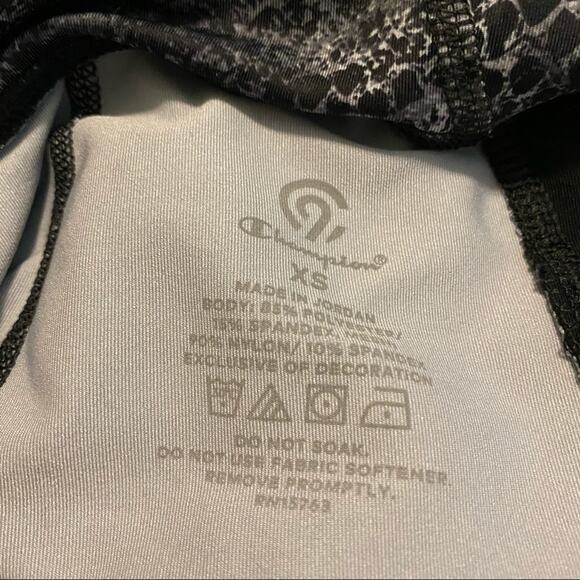 Champion®
XS
MADE IN JORDAN
BODY: 85% POLYESTER/
15% SPANDEX,
90% NYLON/ 10% SPANDEX
EXCLUSIVE OF DECORATION
DO NOT SOAK.
DO NOT USE FABRIC SOFTENER.
REMOVE PROMPTLY.
RN15763